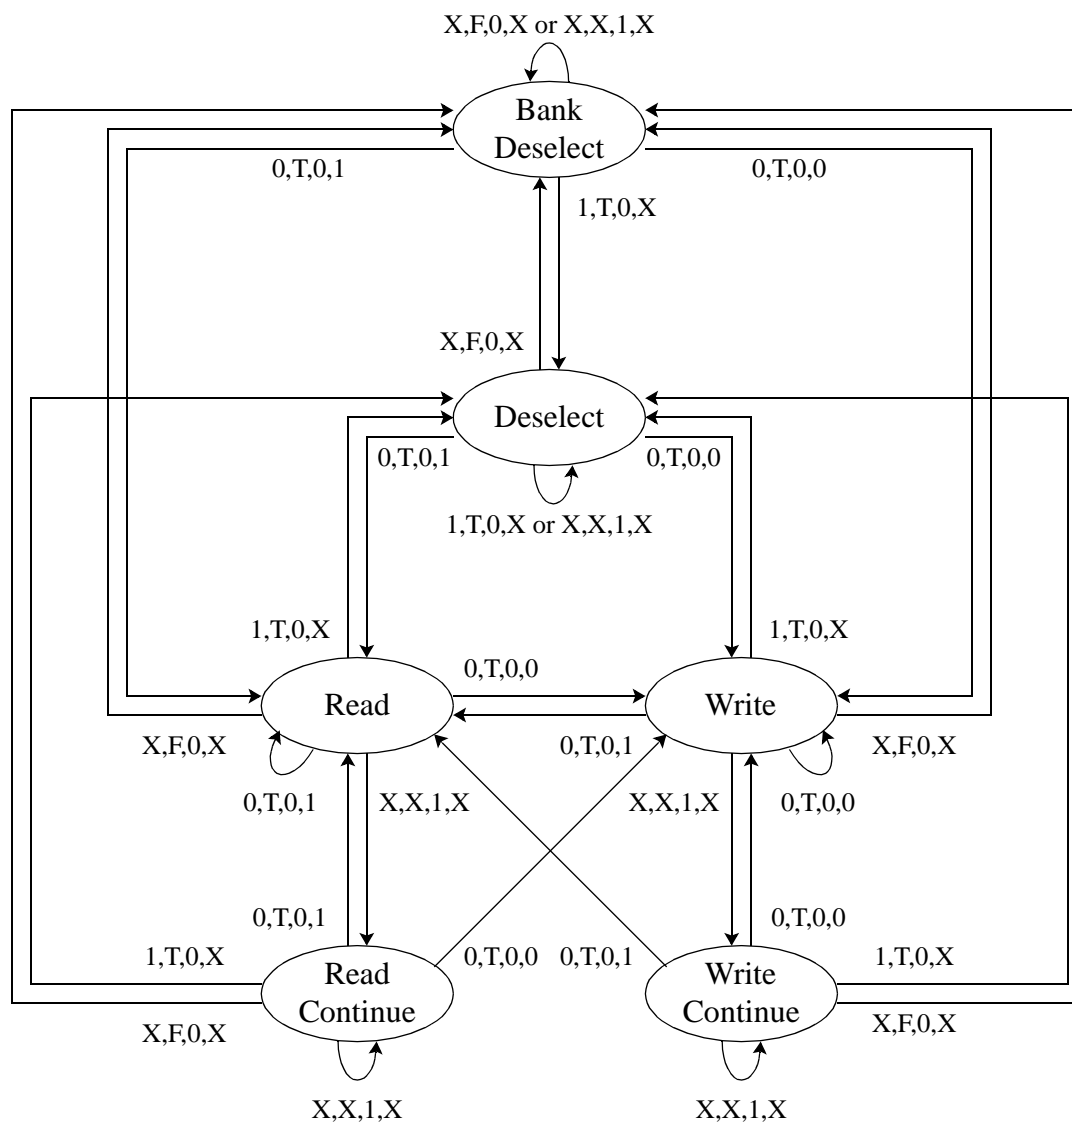 X,F,0,X or X,X,1,X
Bank
Deselect
0,T,0,1
0,T,0,0
1,T,0,X
X,F,0,X
Deselect
0,T,0,1
0,T,0,0
1,T,0,X or X,X,1,X
1,T,0,X
1,T,0,X
0,T,0,0
Read
Write
X,F,0,X
0,T,0,1
X,F,0,X
0,T,0,1
X,X,1,X
X,X,1,X
0,T,0,0
0,T,0,1
0,T,0,0
1,T,0,X
0,T,0,0
0,T,0,1
1,T,0,X
Read
Continue
Write
Continue
X,F,0,X
X,F,0,X
X,X,1,X
X,X,1,X